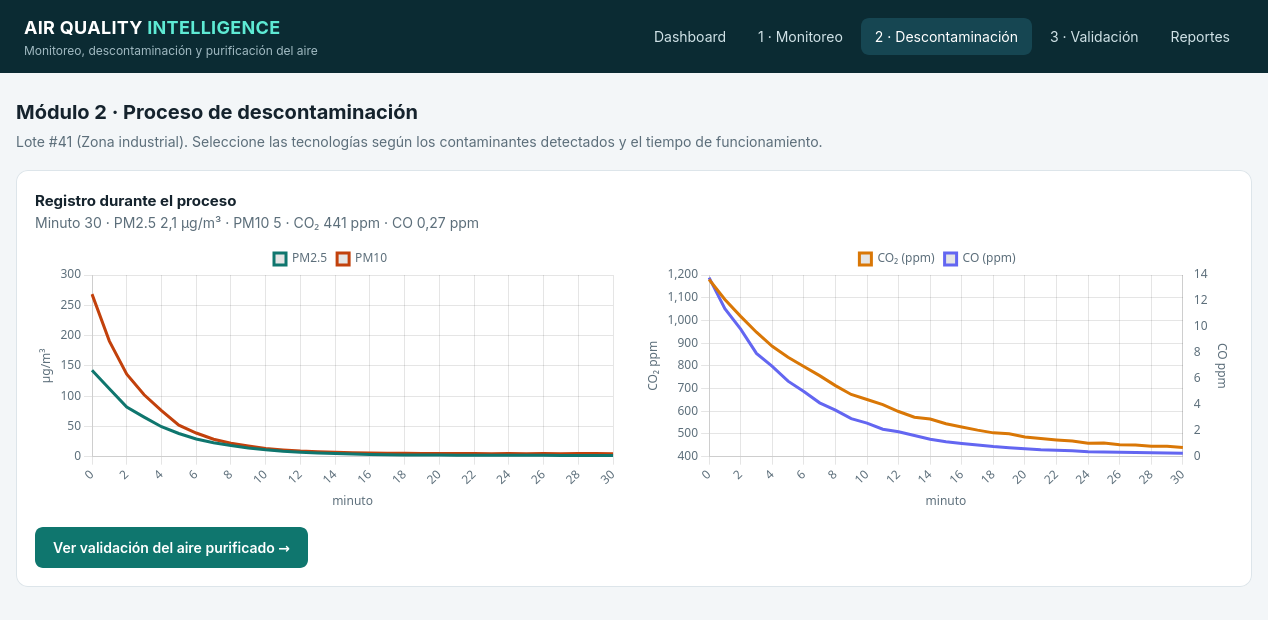 AIR QUALITY INTELLIGENCE
Monitoreo, descontaminación y purificación del aire
Dashboard
1 · Monitoreo
2 · Descontaminación
3 · Validación
Reportes
Módulo 2 · Proceso de descontaminación
Lote #41 (Zona industrial). Seleccione las tecnologías según los contaminantes detectados y el tiempo de funcionamiento.
Registro durante el proceso
Minuto 30 · PM2.5 2,1 µg/m³ · PM10 5 · CO₂ 441 ppm · CO 0,27 ppm
PM2.5 PM10
µg/m³
300
250
200
150
100
50
0
0 2 4 6 8 10 12 14 16 18 20 22 24 26 28 30
minuto
CO₂ (ppm) CO (ppm)
CO₂ ppm
1,200
1,100
1,000
900
800
700
600
500
400
14
12
10
8
6
4
2
0
CO ppm
0 2 4 6 8 10 12 14 16 18 20 22 24 26 28 30
minuto
Ver validación del aire purificado →